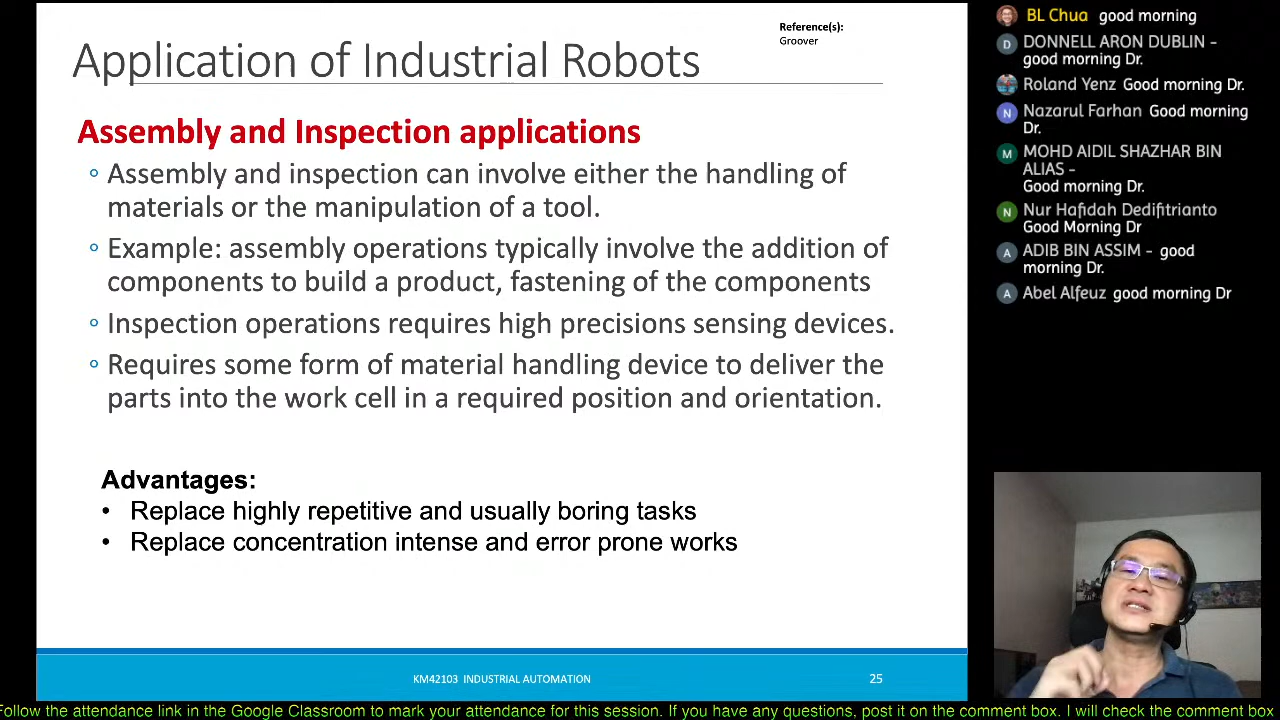 Reference(s):
Groover
Application of Industrial Robots
Assembly and Inspection applications
◦ Assembly and inspection can involve either the handling of
materials or the manipulation of a tool.
◦ Example: assembly operations typically involve the addition of
components to build a product, fastening of the components
◦ Inspection operations requires high precisions sensing devices.
◦ Requires some form of material handling device to deliver the
parts into the work cell in a required position and orientation.
Advantages:
• Replace highly repetitive and usually boring tasks
• Replace concentration intense and error prone works
KM42103 INDUSTRIAL AUTOMATION
25
BL Chua good morning
D
DONNELL ARON DUBLIN -
good morning Dr.
Roland Yenz Good morning Dr.
N
Nazarul Farhan Good morning
Dr.
M
MOHD AIDIL SHAZHAR BIN
ALIAS -
Good morning Dr.
N
Nur Hafidah Dedifitrianto
Good Morning Dr
A
ADIB BIN ASSIM - good
morning Dr.
A
Abel Alfeuz good morning Dr
Follow the attendance link in the Google Classroom to mark your attendance for this session. If you have any questions, post it on the comment box. I will check the comment box